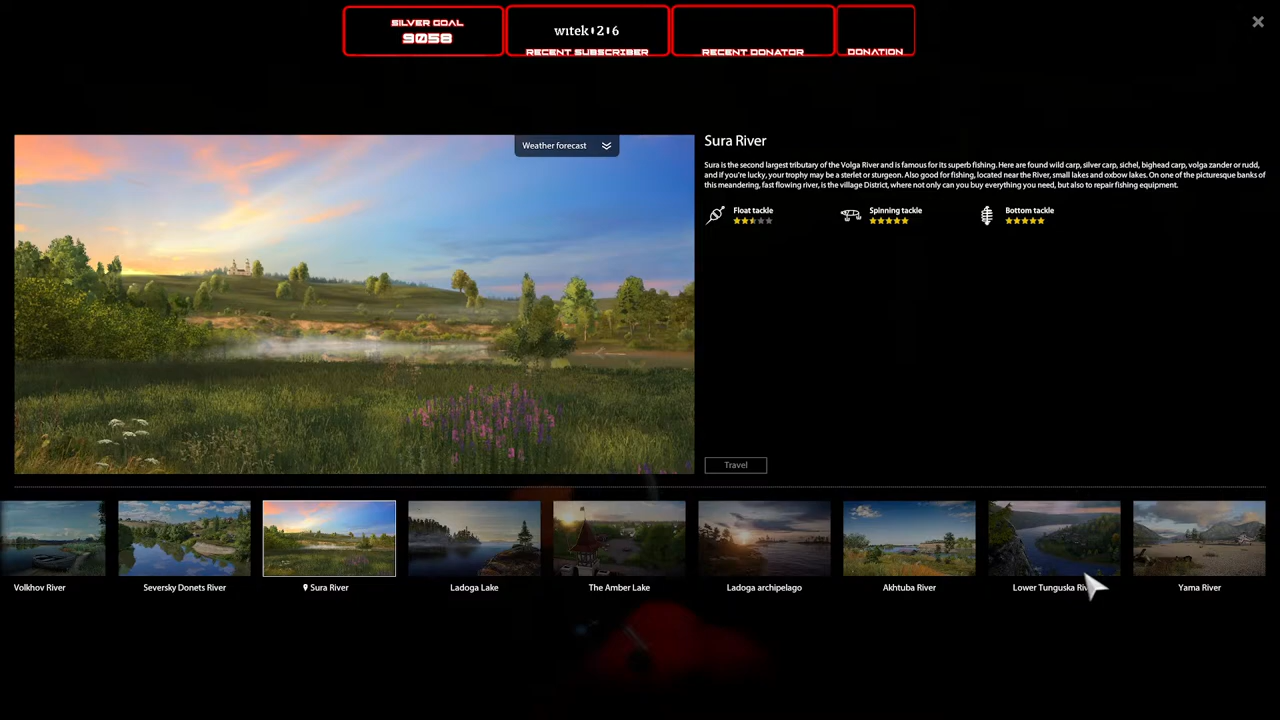 SILVER GOAL
9058
witek0206
RECENT SUBSCRIBER
RECENT DONATOR
DONATION
Weather forecast
Sura River
Sura is the second largest tributary of the Volga River and is famous for its superb fishing. Here are found wild carp, silver carp, sichel, bighead carp, volga zander or rudd,
and if you're lucky, your trophy may be a sterlet or sturgeon. Also good for fishing, located near the River, small lakes and oxbow lakes. On one of the picturesque banks of
this meandering, fast flowing river, is the village District, where not only can you buy everything you need, but also to repair fishing equipment.
Float tackle
Spinning tackle
Bottom tackle
Travel
Volkhov River
Seversky Donets River
Sura River
Ladoga Lake
The Amber Lake
Ladoga archipelago
Akhtuba River
Lower Tunguska
Yama River